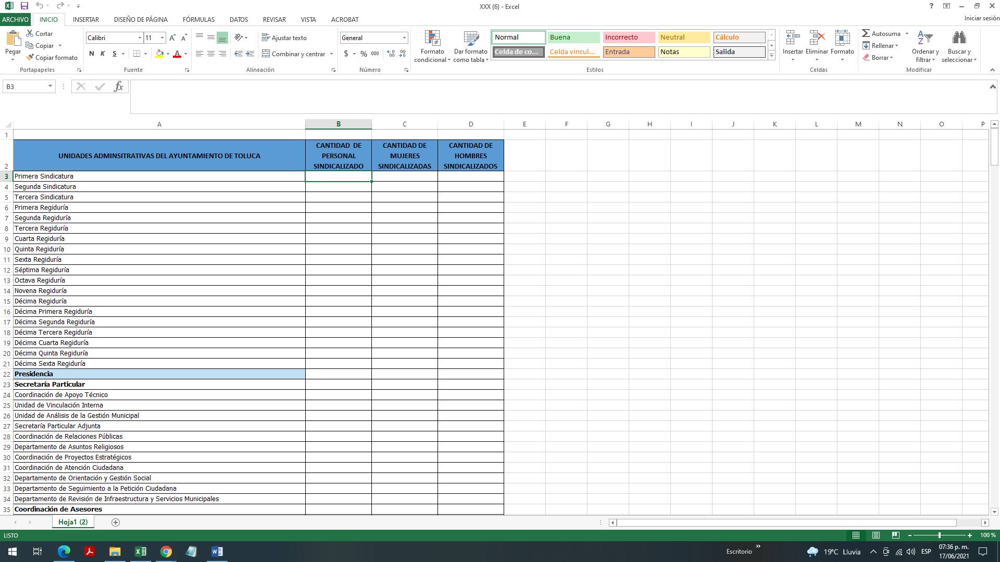 XXX (6) - Excel
?
ARCHIVO INICIO INSERTAR DISEÑO DE PÁGINA FÓRMULAS DATOS REVISAR VISTA ACROBAT
Iniciar sesión
Pegar
Cortar
Copiar
Copiar formato
Portapapeles
Calibri 11
N K S
Fuente
Ajustar texto
Combinar y centrar
Alineación
General
$ % 000
Número
Formato condicional
Dar formato como tabla
Normal Buena Incorrecto Neutral Cálculo
Celda de co... Celda vincul... Entrada Notas Salida
Estilos
Insertar Eliminar Formato
Celdas
Autosuma
Rellenar
Borrar
Ordenar y filtrar
Buscar y seleccionar
Modificar
B3
fx
A B C D E F G H I J K L M N O P
1
2 UNIDADES ADMINSITRATIVAS DEL AYUNTAMIENTO DE TOLUCA
CANTIDAD DE PERSONAL SINDICALIZADO
CANTIDAD DE MUJERES SINDICALIZADAS
CANTIDAD DE HOMBRES SINDICALIZADOS
3 Primera Sindicatura
4 Segunda Sindicatura
5 Tercera Sindicatura
6 Primera Regiduría
7 Segunda Regiduría
8 Tercera Regiduría
9 Cuarta Regiduría
10 Quinta Regiduría
11 Sexta Regiduría
12 Séptima Regiduría
13 Octava Regiduría
14 Novena Regiduría
15 Décima Regiduría
16 Décima Primera Regiduría
17 Décima Segunda Regiduría
18 Décima Tercera Regiduría
19 Décima Cuarta Regiduría
20 Décima Quinta Regiduría
21 Décima Sexta Regiduría
22 Presidencia
23 Secretaría Particular
24 Coordinación de Apoyo Técnico
25 Unidad de Vinculación Interna
26 Unidad de Análisis de la Gestión Municipal
27 Secretaría Particular Adjunta
28 Coordinación de Relaciones Públicas
29 Departamento de Asuntos Religiosos
30 Coordinación de Proyectos Estratégicos
31 Coordinación de Atención Ciudadana
32 Departamento de Orientación y Gestión Social
33 Departamento de Seguimiento a la Petición Ciudadana
34 Departamento de Revisión de Infraestructura y Servicios Municipales
35 Coordinación de Asesores
Hoja1 (2)
LISTO
100 %
Escritorio
19°C Lluvia
ESP
07:36 p. m.
17/06/2021